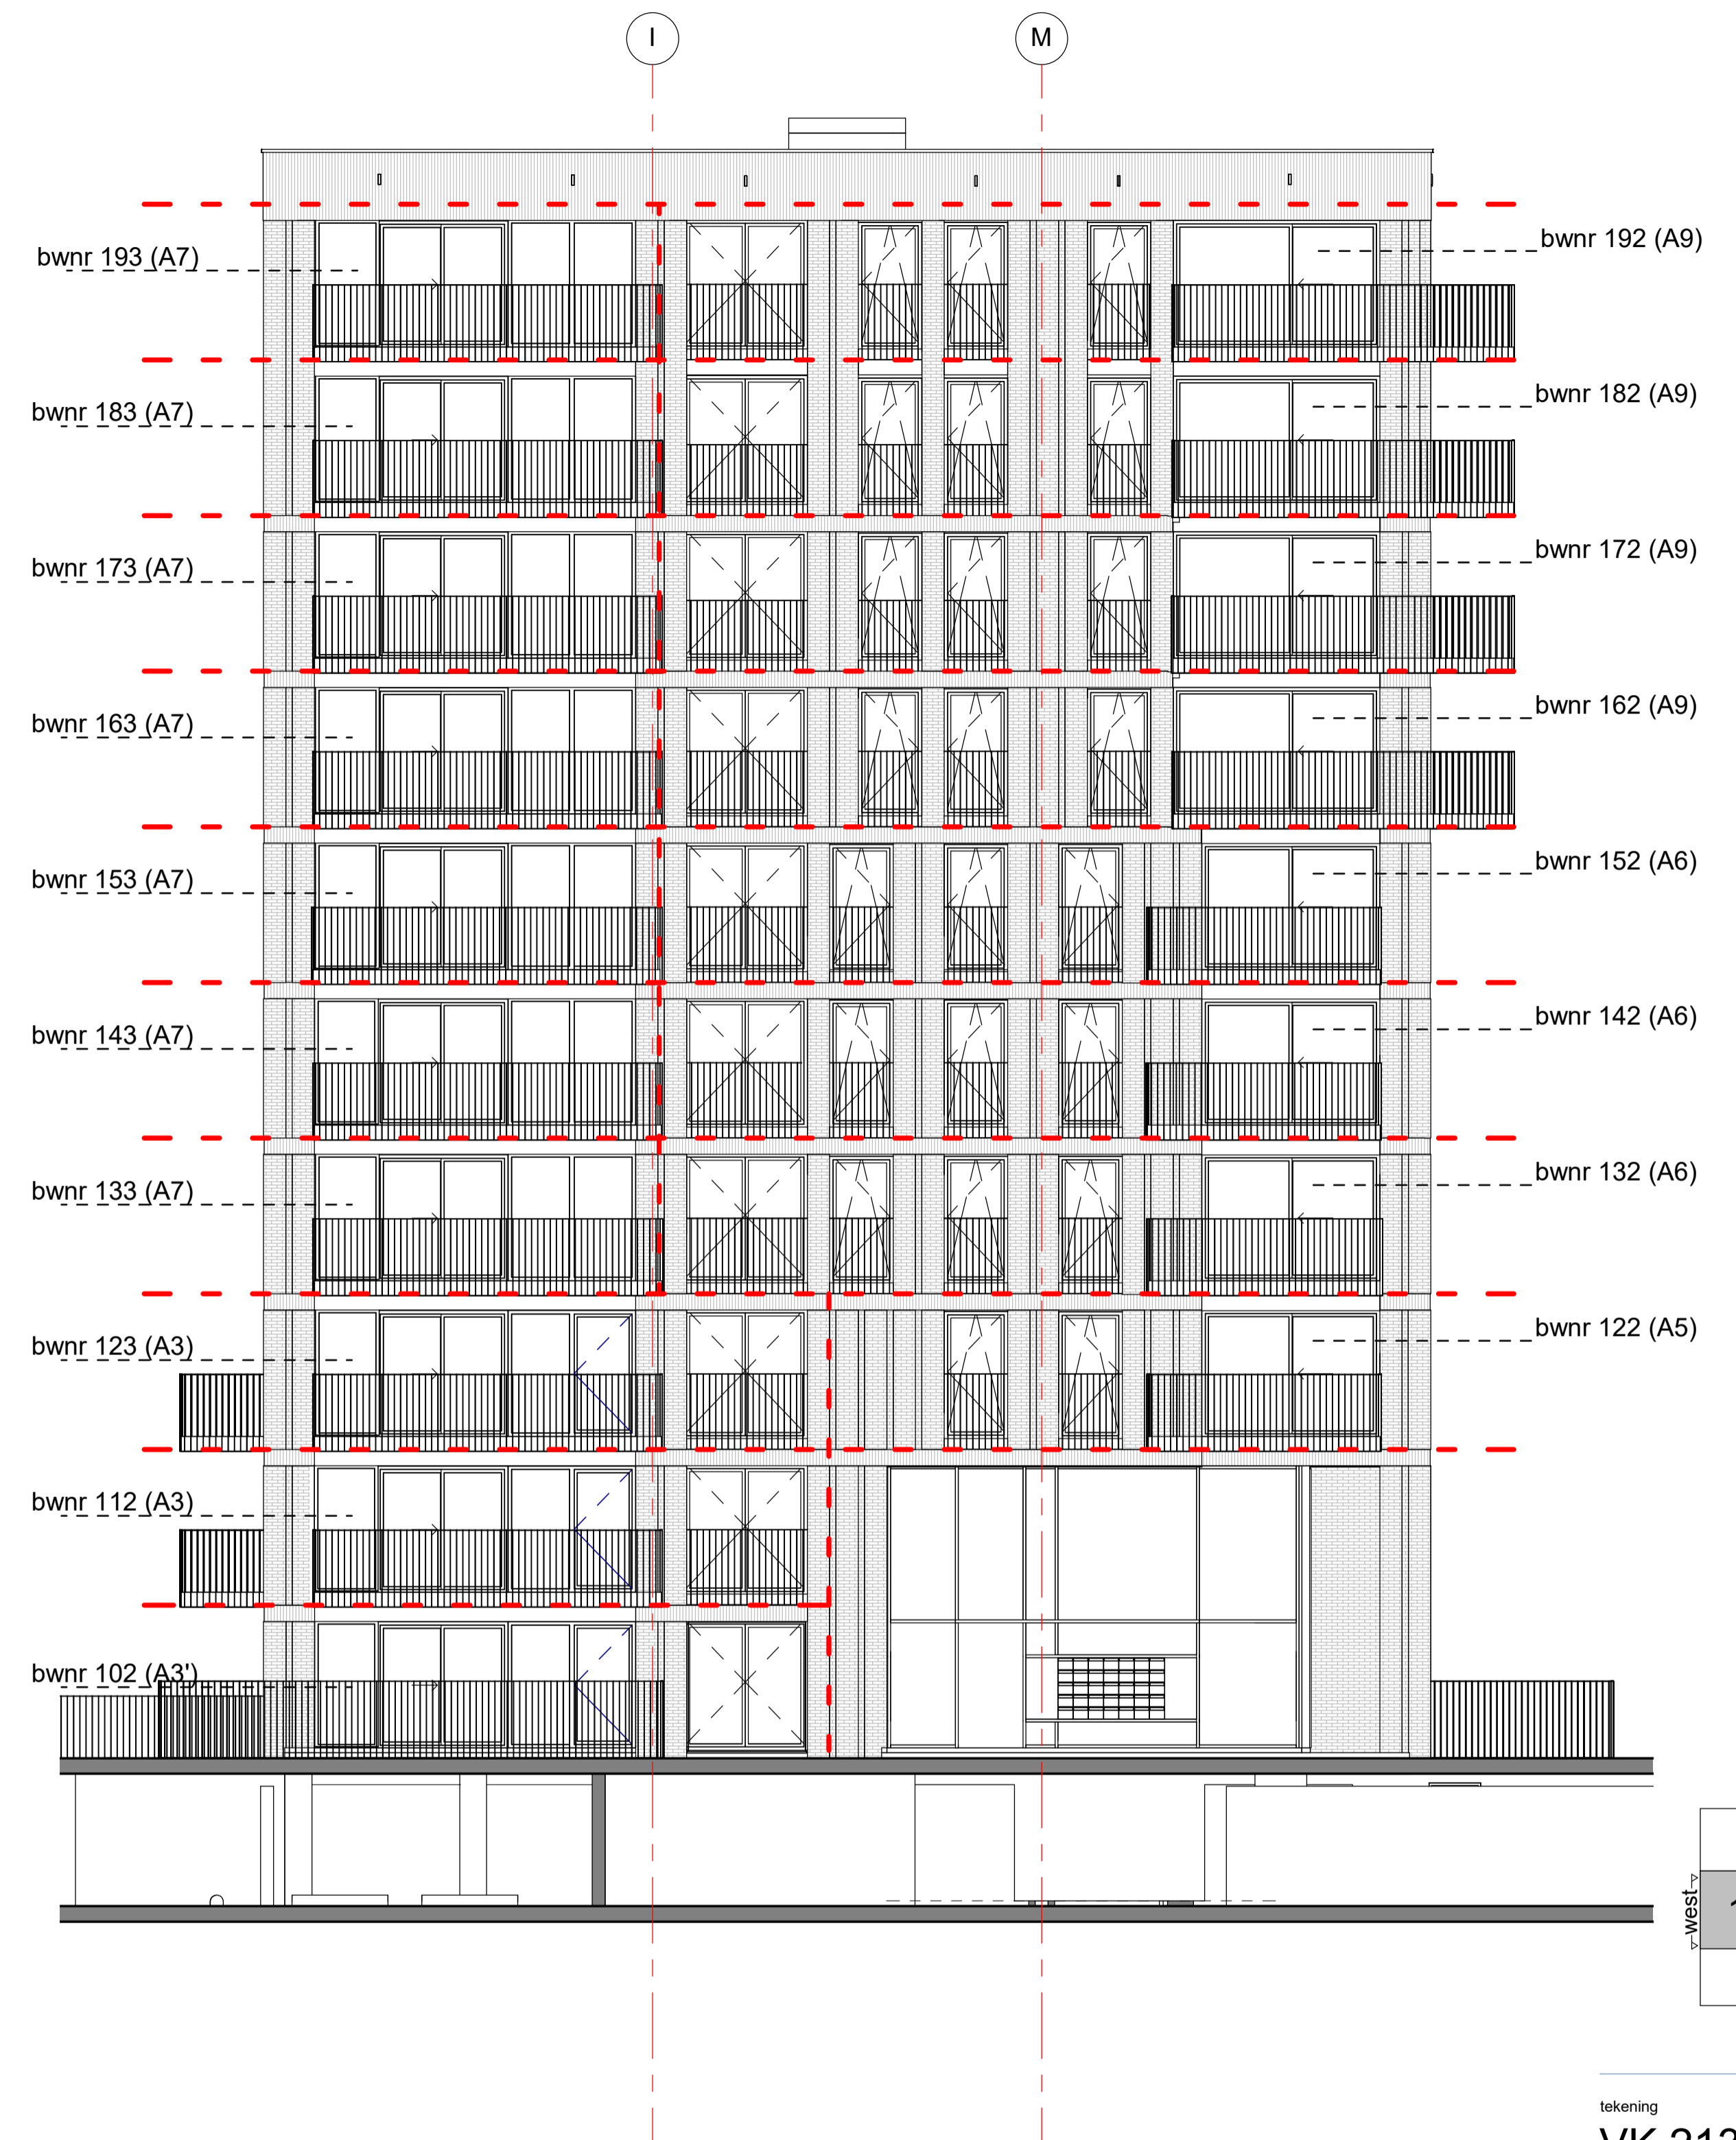 I
M
bwnr 193 (A7)
bwnr 192 (A9)
bwnr 183 (A7)
bwnr 182 (A9)
bwnr 173 (A7)
bwnr 172 (A9)
bwnr 163 (A7)
bwnr 162 (A9)
bwnr 153 (A7)
bwnr 152 (A6)
bwnr 143 (A7)
bwnr 142 (A6)
bwnr 133 (A7)
bwnr 132 (A6)
bwnr 123 (A3)
bwnr 122 (A5)
bwnr 112 (A3)
bwnr 102 (A3')
west
tekening